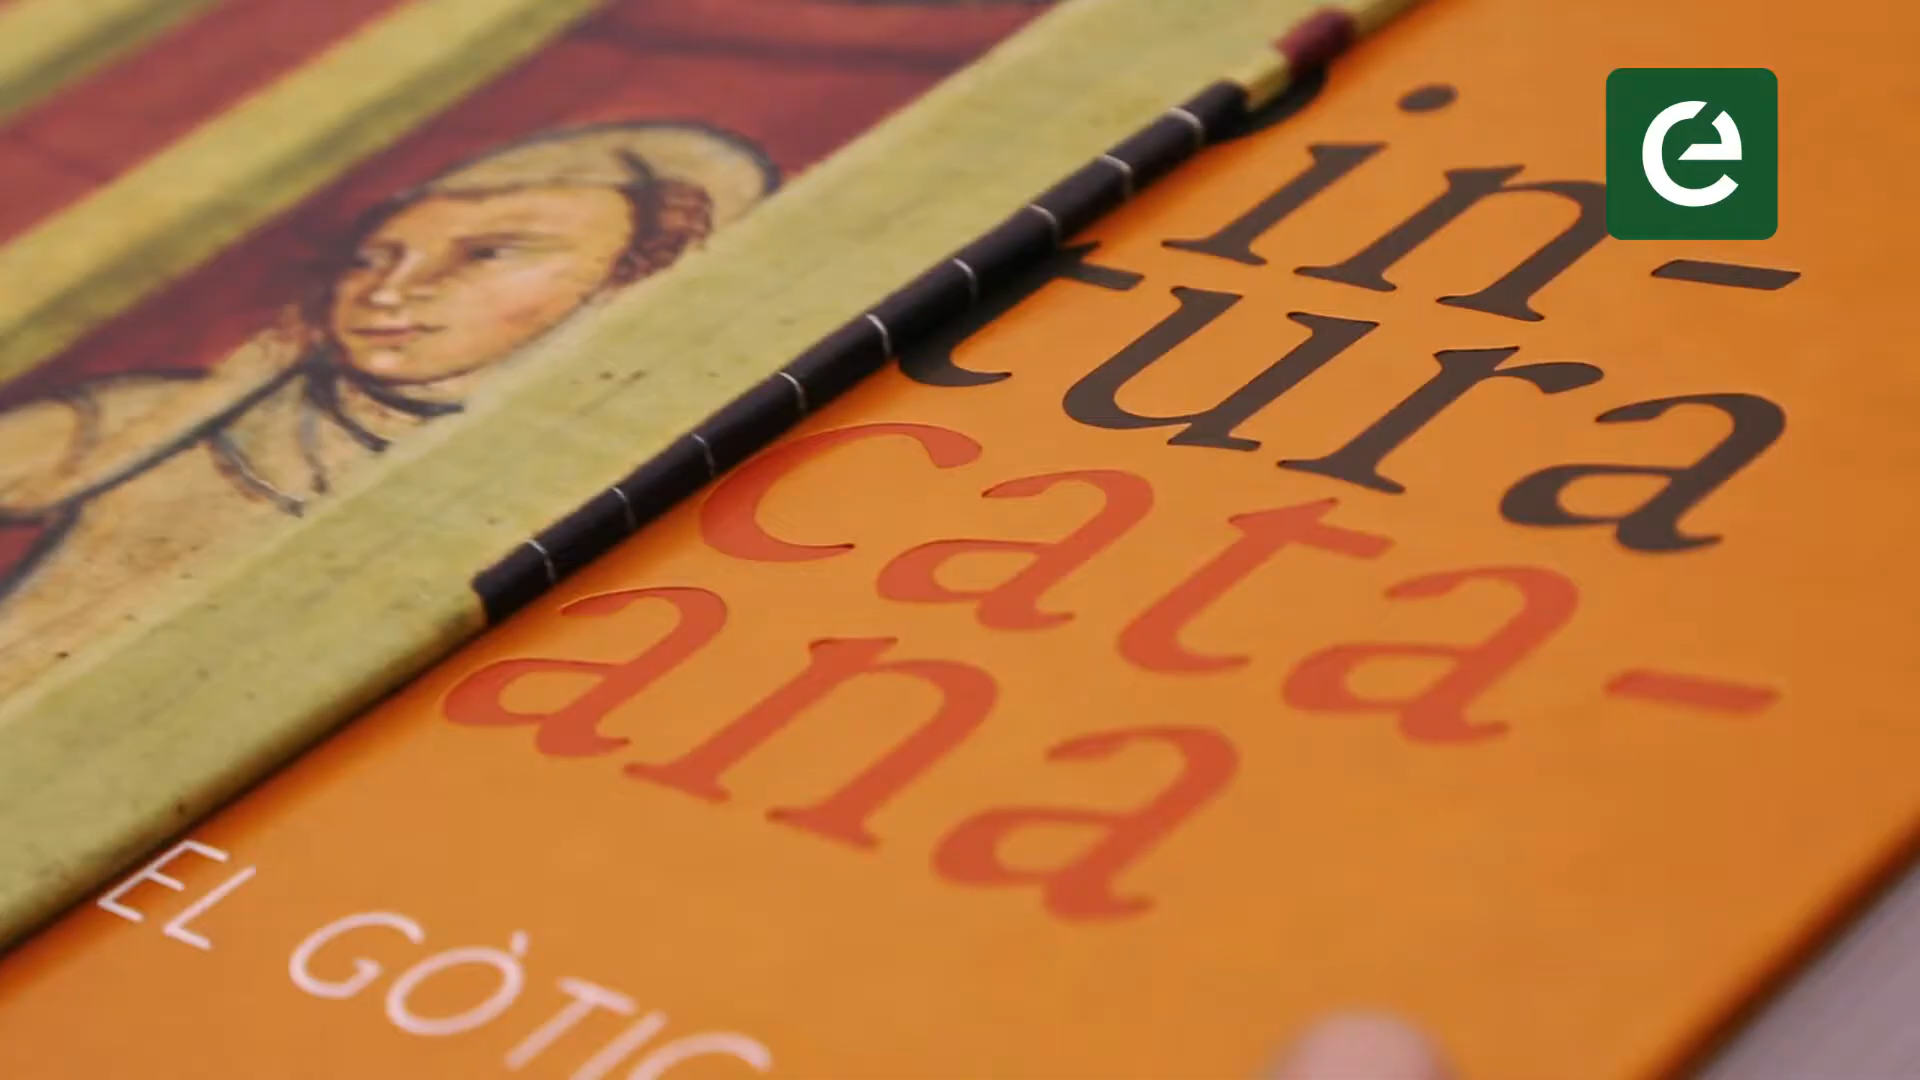 in-
tura
cata-
ana
EL GÒTIC
e